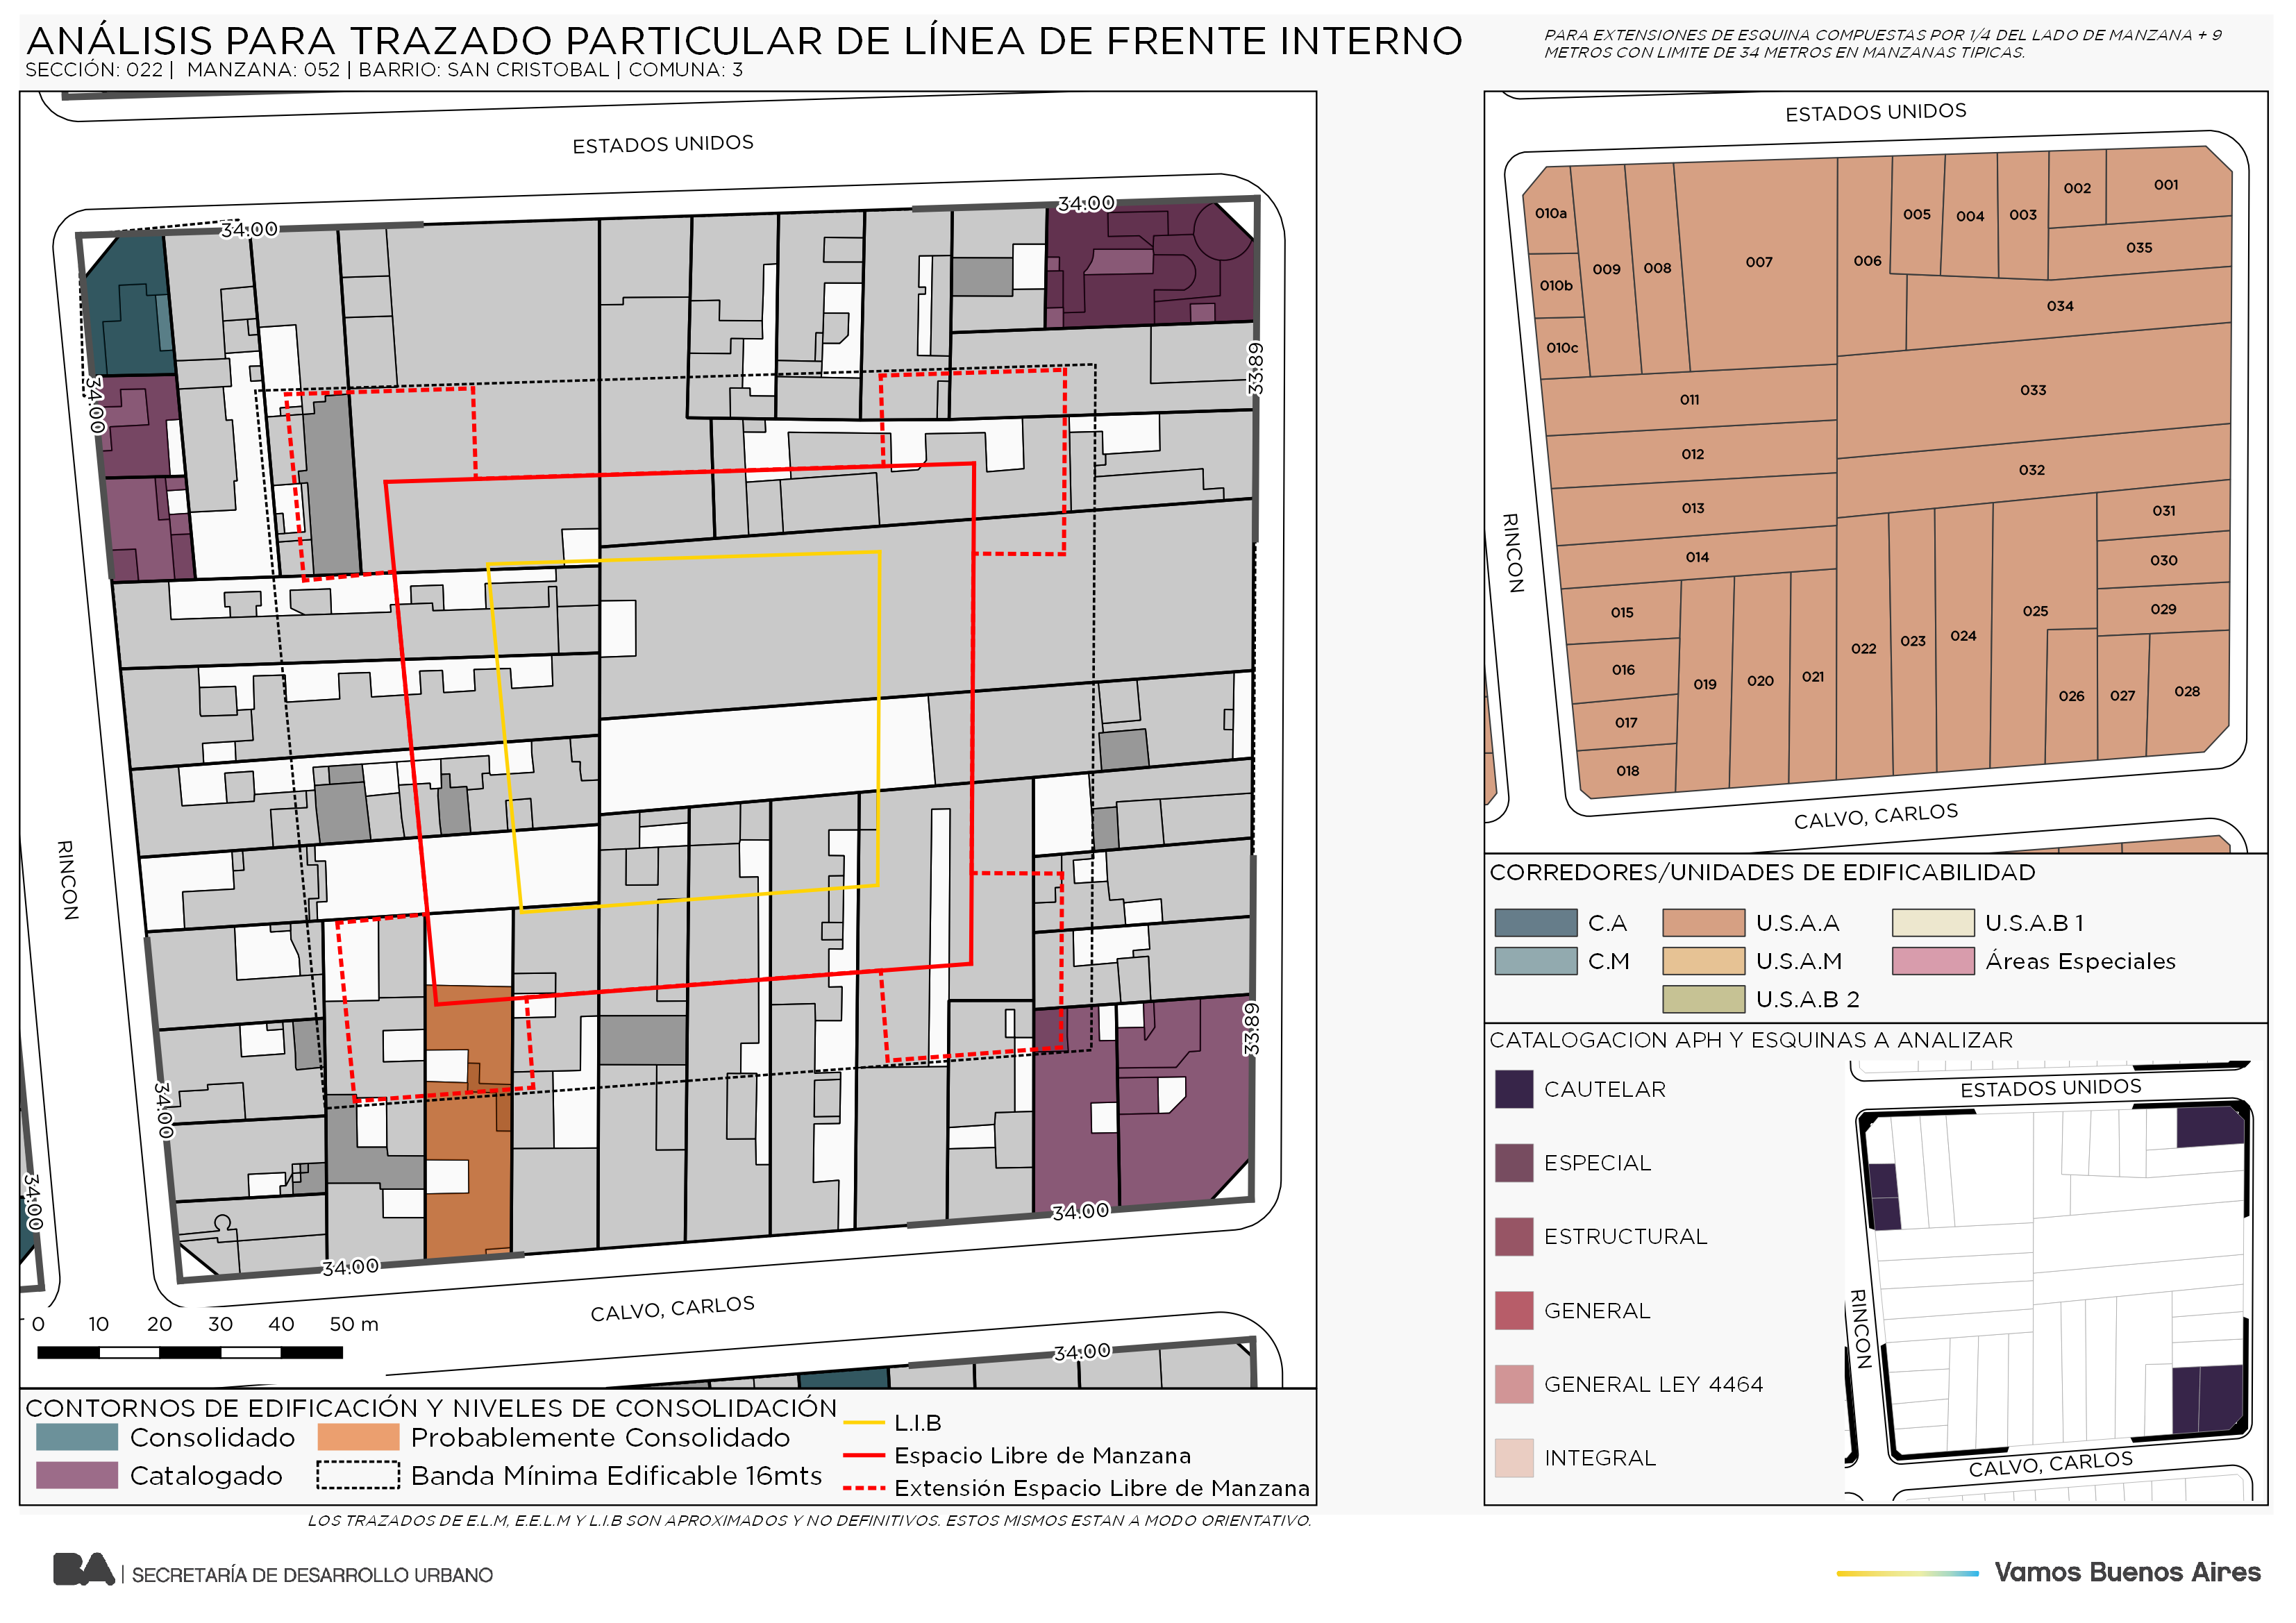 ANÁLISIS PARA TRAZADO PARTICULAR DE LÍNEA DE FRENTE INTERNO
SECCIÓN: 022 | MANZANA: 052 | BARRIO: SAN CRISTOBAL | COMUNA: 3
PARA EXTENSIONES DE ESQUINA COMPUESTAS POR 1/4 DEL LADO DE MANZANA + 9
METROS CON LIMITE DE 34 METROS EN MANZANAS TIPICAS.
ESTADOS UNIDOS
34.00
34.00
34.00
33.89
RINCON
34.00
33.89
34.00
34.00
34.00
CALVO, CARLOS
34.00
0 10 20 30 40 50 m
CONTORNOS DE EDIFICACIÓN Y NIVELES DE CONSOLIDACIÓN
Consolidado
Probablemente Consolidado
Catalogado
Banda Mínima Edificable 16mts
L.I.B
Espacio Libre de Manzana
Extensión Espacio Libre de Manzana
ESTADOS UNIDOS
010a
009
008
007
006
005
004
003
002
001
035
010b
034
010c
011
033
012
032
013
031
014
030
015
025
029
016
024
023
022
021
020
019
026
027
028
017
018
RINCON
CALVO, CARLOS
CORREDORES/UNIDADES DE EDIFICABILIDAD
C.A
U.S.A.A
U.S.A.B 1
C.M
U.S.A.M
Áreas Especiales
U.S.A.B 2
CATALOGACION APH Y ESQUINAS A ANALIZAR
CAUTELAR
ESPECIAL
ESTRUCTURAL
GENERAL
GENERAL LEY 4464
INTEGRAL
ESTADOS UNIDOS
RINCON
CALVO, CARLOS
LOS TRAZADOS DE E.L.M, E.E.L.M Y L.I.B SON APROXIMADOS Y NO DEFINITIVOS. ESTOS MISMOS ESTAN A MODO ORIENTATIVO.
BA | SECRETARÍA DE DESARROLLO URBANO
Vamos Buenos Aires